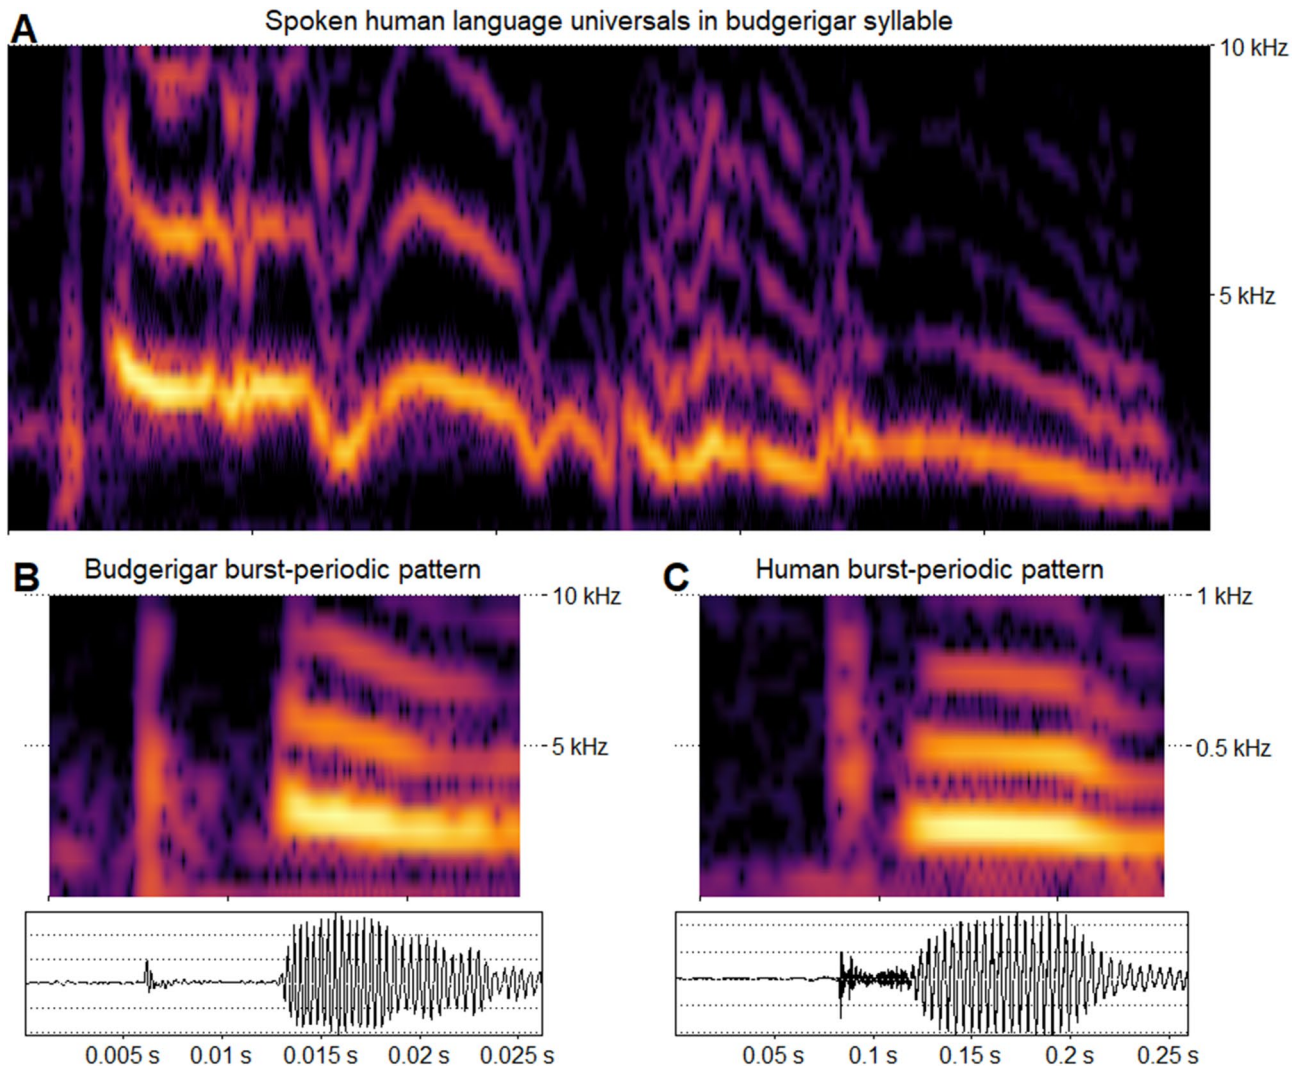 A
Spoken human language universals in budgerigar syllable
10 kHz
5 kHz
B
Budgerigar burst-periodic pattern
10 kHz
5 kHz
C
Human burst-periodic pattern
1 kHz
0.5 kHz
0.005 s 0.01 s 0.015 s 0.02 s 0.025 s
0.05 s 0.1 s 0.15 s 0.2 s 0.25 s